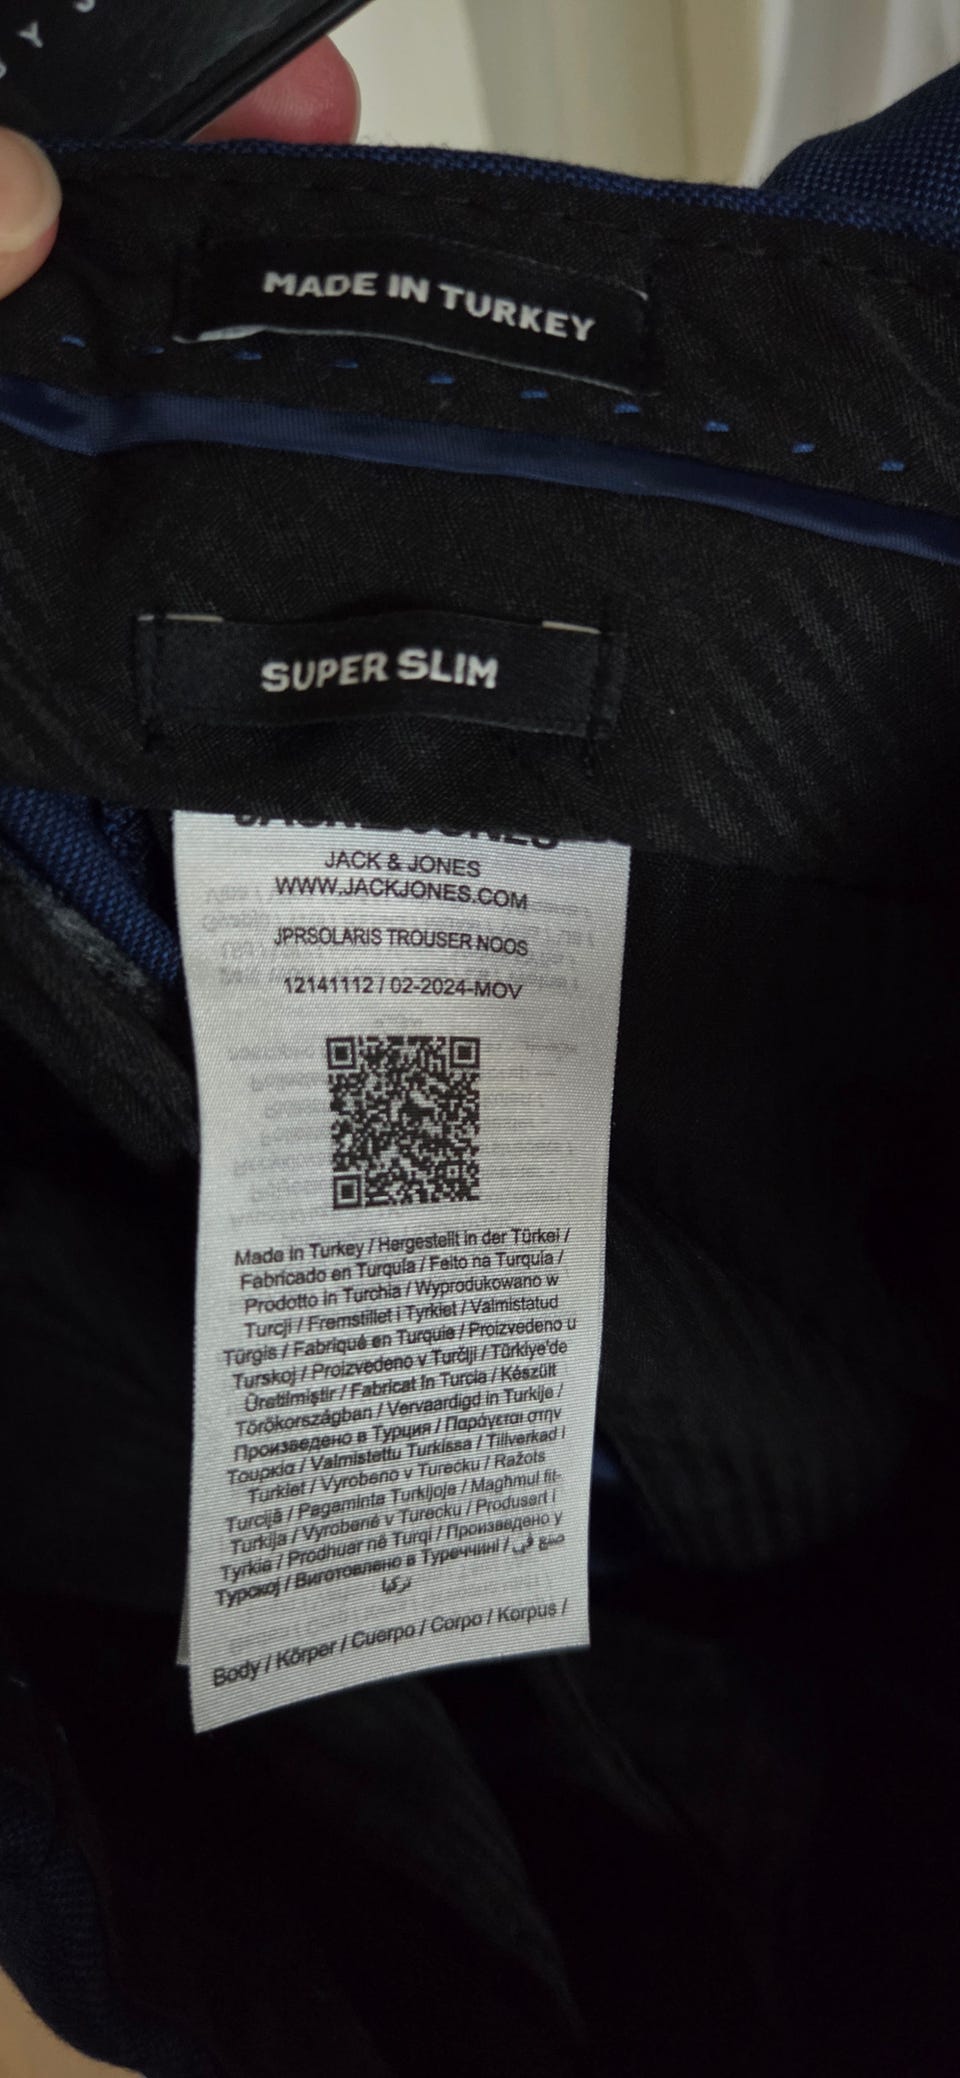 MADE IN TURKEY
SUPER SLIM
JACK & JONES
JACK & JONES
WWW.JACKJONES.COM
JPRSOLARIS TROUSER NOOS
12141112 / 02-2024-MOV
Made in Turkey / Hergestellt in der Türkei /
Fabricado en Turquía / Feito na Turquía /
Prodotto in Turchia / Wyprodukowano w
Turcji / Fremstillet i Tyrkiet / Valmistatud
Türgis / Fabriqué en Turquie / Proizvedeno u
Turskoj / Proizvedeno v Turčiji / Türkiye'de
Üretilmiştir / Fabricat în Turcia / Készült
Törökországban / Vervaardigd in Turkije /
Произведено в Турция / Παράγεται στην
Τουρκία / Valmistettu Turkissa / Tillverkad i
Turkiet / Vyrobeno v Turecku / Ražots
Turcijā / Pagaminta Turkijoje / Maghmul fit-
Turkija / Vyrobené v Turecku / Produsert i
Tyrkia / Prodhuar në Turqi / Произведено у
Турској / Виготовлено в Туреччині / صنع في
تركيا
Body / Körper / Cuerpo / Corpo / Korpus /